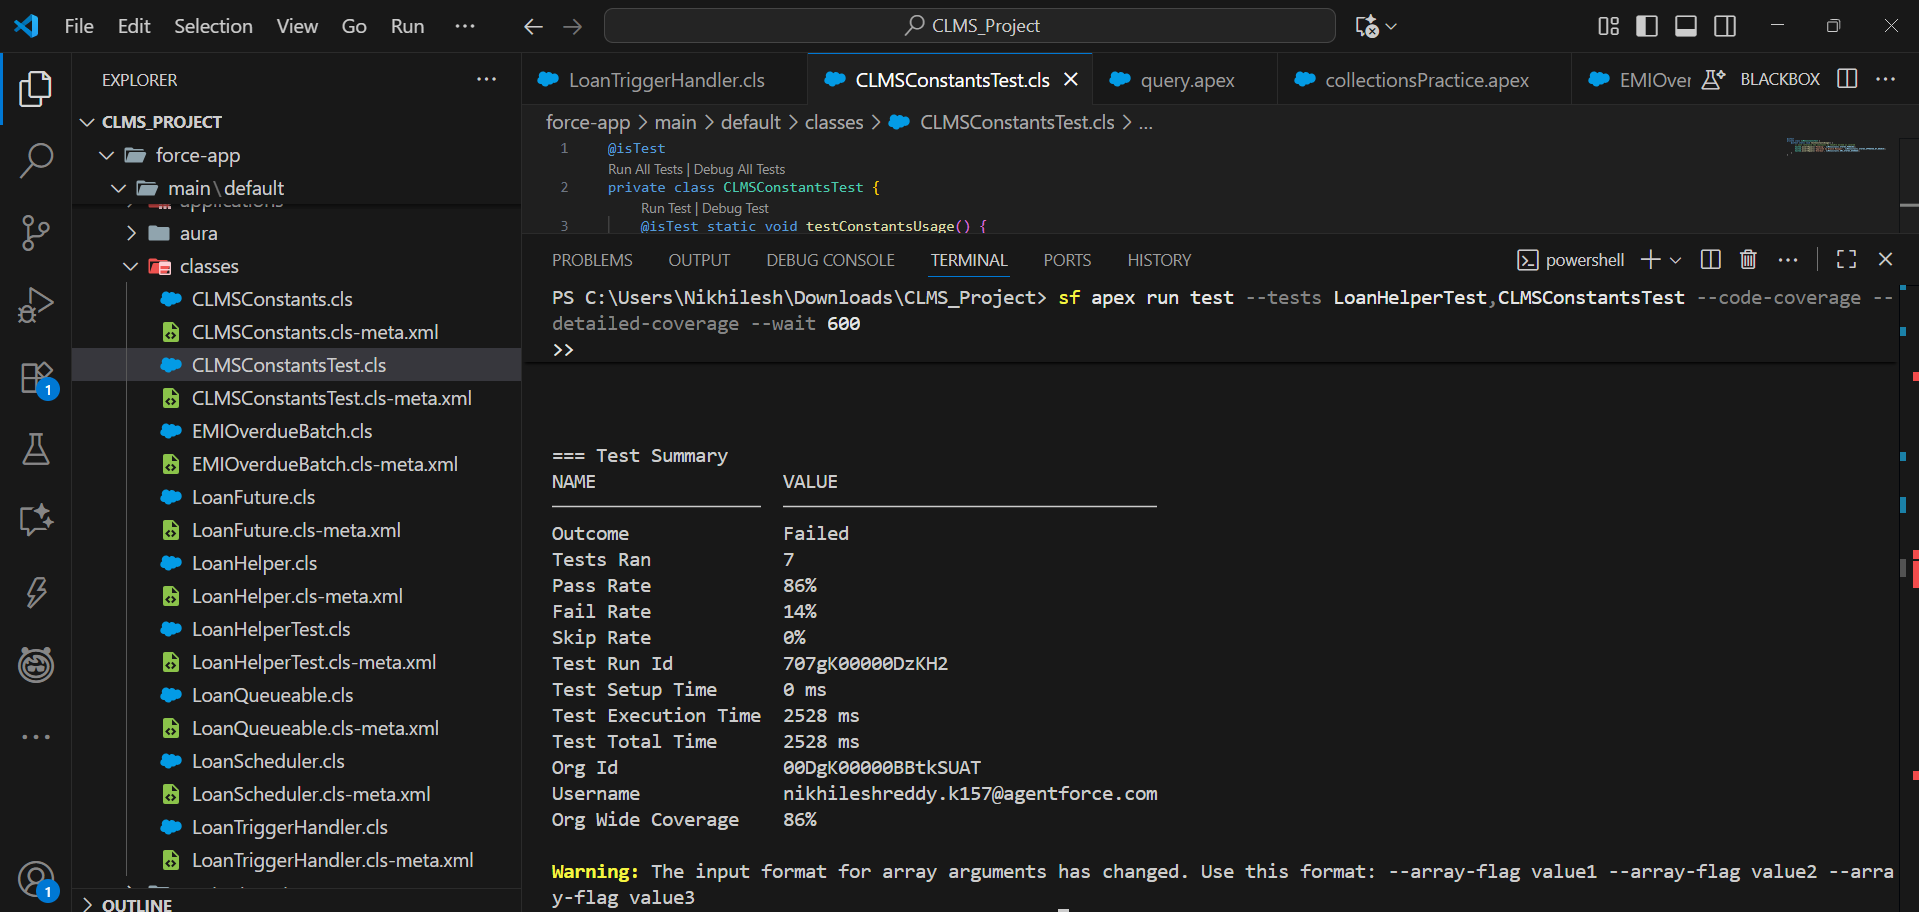 File Edit Selection View Go Run ··· CLMS_Project
EXPLORER ···
CLMS_PROJECT
force-app
main\default
applications
aura
classes
CLMSConstants.cls
CLMSConstants.cls-meta.xml
CLMSConstantsTest.cls
CLMSConstantsTest.cls-meta.xml
EMIOverdueBatch.cls
EMIOverdueBatch.cls-meta.xml
LoanFuture.cls
LoanFuture.cls-meta.xml
LoanHelper.cls
LoanHelper.cls-meta.xml
LoanHelperTest.cls
LoanHelperTest.cls-meta.xml
LoanQueueable.cls
LoanQueueable.cls-meta.xml
LoanScheduler.cls
LoanScheduler.cls-meta.xml
LoanTriggerHandler.cls
LoanTriggerHandler.cls-meta.xml
OUTLINE
1
1
LoanTriggerHandler.cls CLMSConstantsTest.cls query.apex collectionsPractice.apex EMIOver BLACKBOX ···
force-app > main > default > classes > CLMSConstantsTest.cls > ...
1 @isTest
Run All Tests | Debug All Tests
2 private class CLMSConstantsTest {
Run Test | Debug Test
3 @isTest static void testConstantsUsage() {
PROBLEMS OUTPUT DEBUG CONSOLE TERMINAL PORTS HISTORY powershell ···
PS C:\Users\Nikhilesh\Downloads\CLMS_Project> sf apex run test --tests LoanHelperTest,CLMSConstantsTest --code-coverage --
detailed-coverage --wait 600
>>
=== Test Summary
NAME VALUE
Outcome Failed
Tests Ran 7
Pass Rate 86%
Fail Rate 14%
Skip Rate 0%
Test Run Id 707gK00000DzKH2
Test Setup Time 0 ms
Test Execution Time 2528 ms
Test Total Time 2528 ms
Org Id 00DgK00000BBtkSUAT
Username nikhileshreddy.k157@agentforce.com
Org Wide Coverage 86%
Warning: The input format for array arguments has changed. Use this format: --array-flag value1 --array-flag value2 --arra
y-flag value3